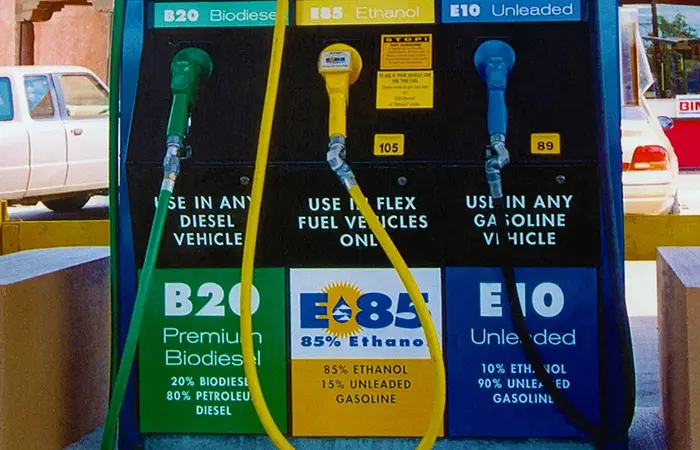 B20 Biodiesel
E85 Ethanol
E10 Unleaded
STOP!
105
89
USE IN ANY
DIESEL
VEHICLE
USE IN FLEX
FUEL VEHICLES
ONLY
USE IN ANY
GASOLINE
VEHICLE
B20
Premium
Biodiesel
20% BIODIESEL
80% PETROLEUM
DIESEL
E85
85% Ethanol
85% ETHANOL
15% UNLEADED
GASOLINE
E10
Unleaded
10% ETHANOL
90% UNLEADED
GASOLINE
BIN